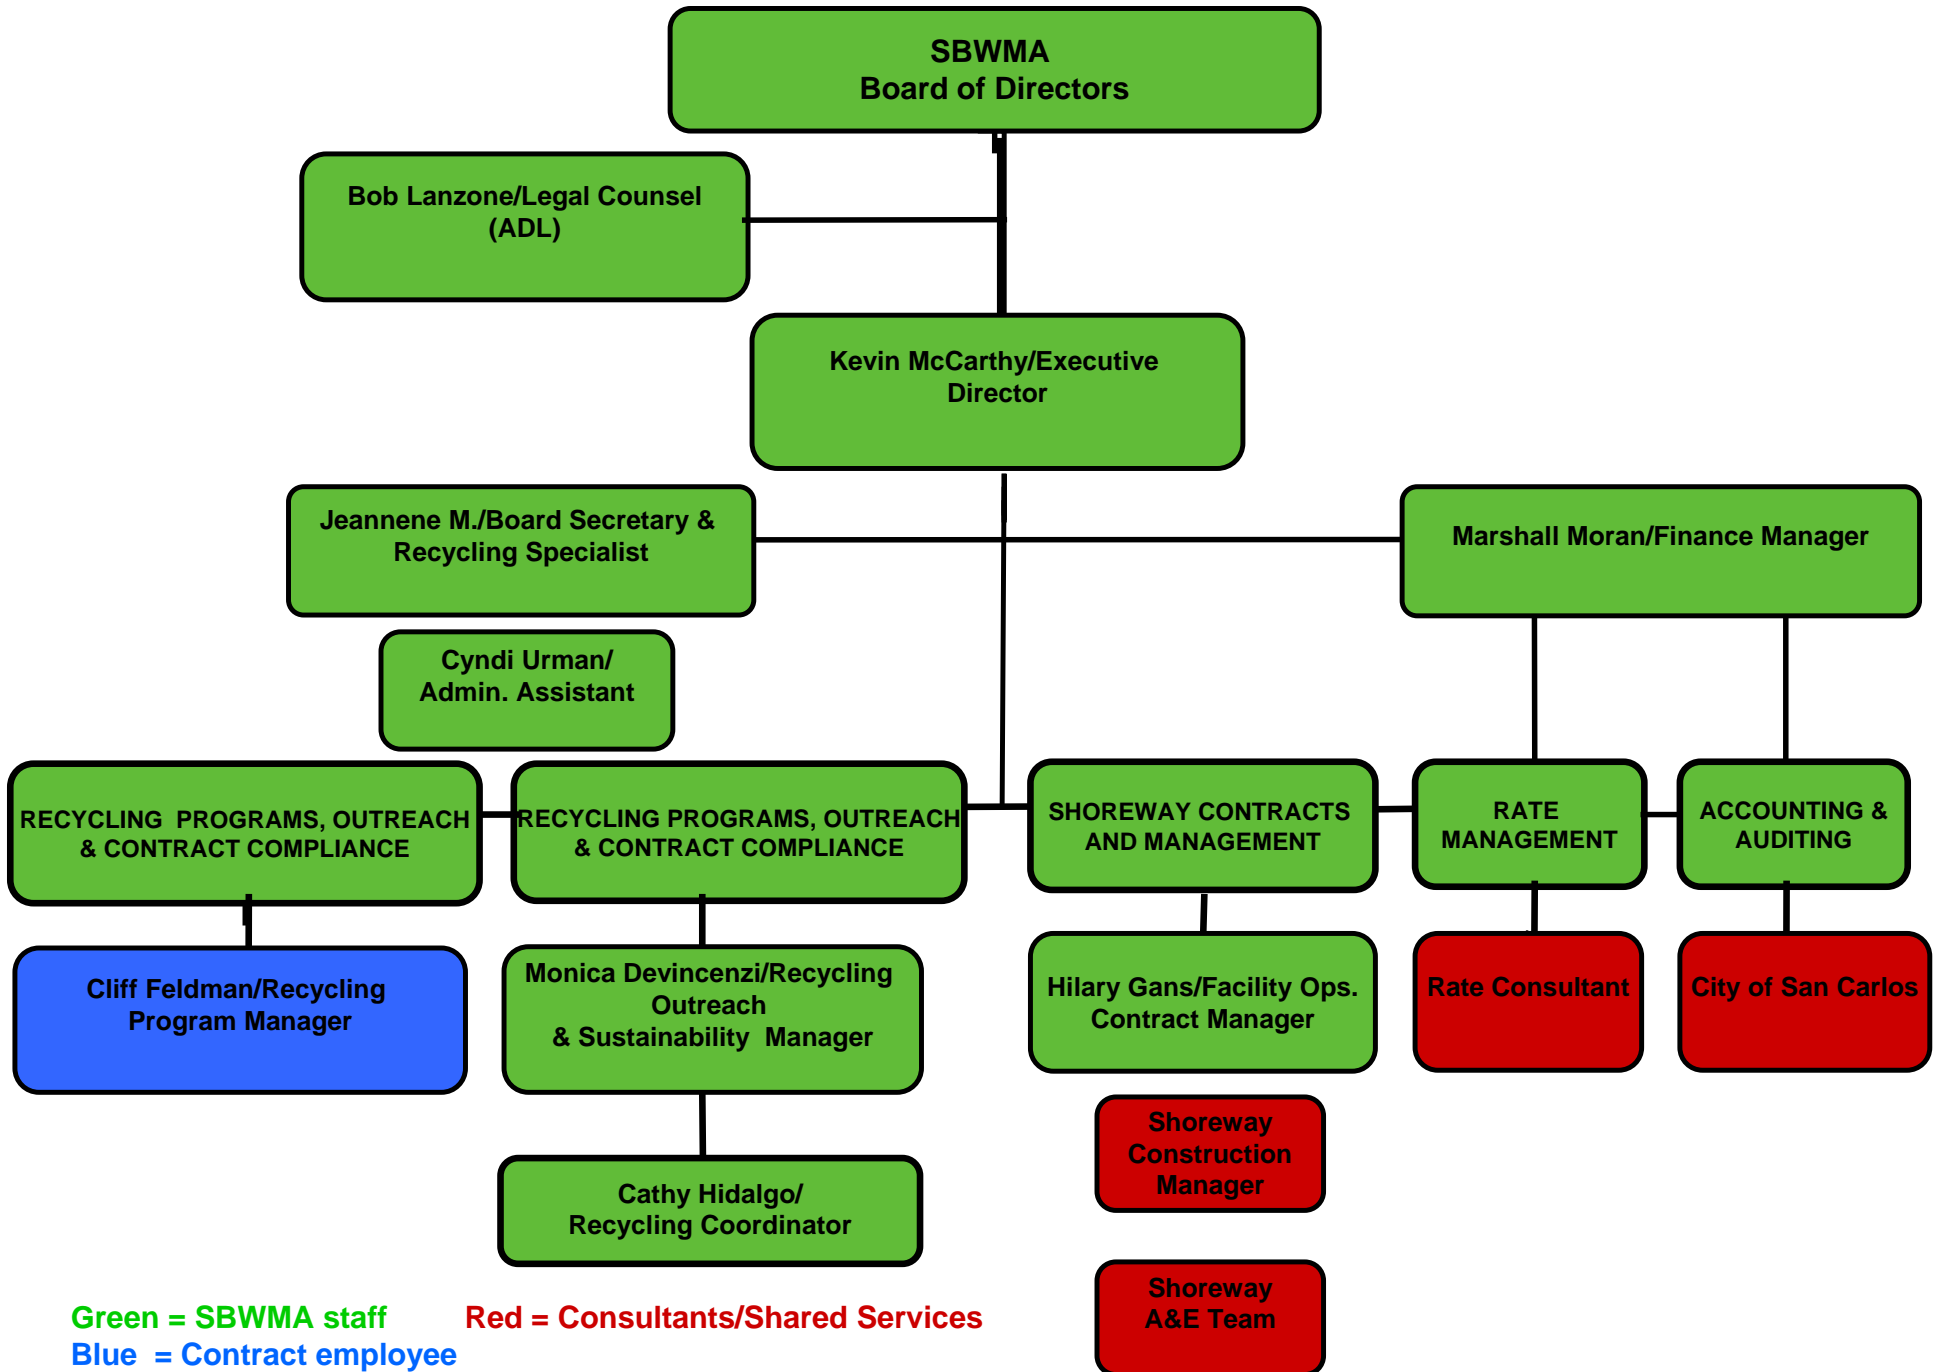 SBWMA
Board of Directors
Bob Lanzone/Legal Counsel
(ADL)
Kevin McCarthy/Executive
Director
Jeannene M./Board Secretary &
Recycling Specialist
Marshall Moran/Finance Manager
Cyndi Urman/
Admin. Assistant
RECYCLING PROGRAMS, OUTREACH
& CONTRACT COMPLIANCE
RECYCLING PROGRAMS, OUTREACH
& CONTRACT COMPLIANCE
SHOREWAY CONTRACTS
AND MANAGEMENT
RATE
MANAGEMENT
ACCOUNTING &
AUDITING
Cliff Feldman/Recycling
Program Manager
Monica Devincenzi/Recycling
Outreach
& Sustainability Manager
Hilary Gans/Facility Ops.
Contract Manager
Rate Consultant
City of San Carlos
Shoreway
Construction
Manager
Cathy Hidalgo/
Recycling Coordinator
Shoreway
A&E Team
Green = SBWMA staff
Red = Consultants/Shared Services
Blue = Contract employee